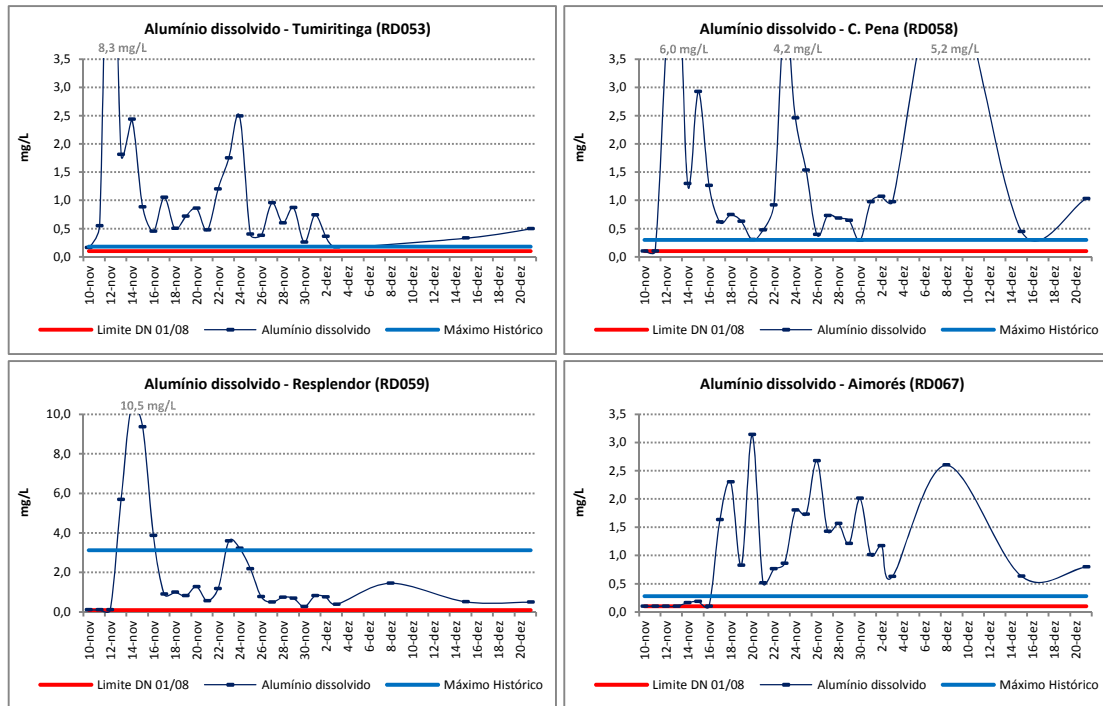 Alumínio dissolvido - Tumiritinga (RD053)
8,3 mg/L
3,5
3,0
2,5
2,0
1,5
1,0
0,5
0,0
mg/L
10-nov 12-nov 14-nov 16-nov 18-nov 20-nov 22-nov 24-nov 26-nov 28-nov 30-nov 2-dez 4-dez 6-dez 8-dez 10-dez 12-dez 14-dez 16-dez 18-dez 20-dez
Limite DN 01/08 Alumínio dissolvido Máximo Histórico
Alumínio dissolvido - C. Pena (RD058)
6,0 mg/L 4,2 mg/L 5,2 mg/L
3,5
3,0
2,5
2,0
1,5
1,0
0,5
0,0
mg/L
10-nov 12-nov 14-nov 16-nov 18-nov 20-nov 22-nov 24-nov 26-nov 28-nov 30-nov 2-dez 4-dez 6-dez 8-dez 10-dez 12-dez 14-dez 16-dez 18-dez 20-dez
Limite DN 01/08 Alumínio dissolvido Máximo Histórico
Alumínio dissolvido - Resplendor (RD059)
10,5 mg/L
10,0
8,0
6,0
4,0
2,0
0,0
mg/L
10-nov 12-nov 14-nov 16-nov 18-nov 20-nov 22-nov 24-nov 26-nov 28-nov 30-nov 2-dez 4-dez 6-dez 8-dez 10-dez 12-dez 14-dez 16-dez 18-dez 20-dez
Limite DN 01/08 Alumínio dissolvido Máximo Histórico
Alumínio dissolvido - Aimorés (RD067)
3,5
3,0
2,5
2,0
1,5
1,0
0,5
0,0
mg/L
10-nov 12-nov 14-nov 16-nov 18-nov 20-nov 22-nov 24-nov 26-nov 28-nov 30-nov 2-dez 4-dez 6-dez 8-dez 10-dez 12-dez 14-dez 16-dez 18-dez 20-dez
Limite DN 01/08 Alumínio dissolvido Máximo Histórico